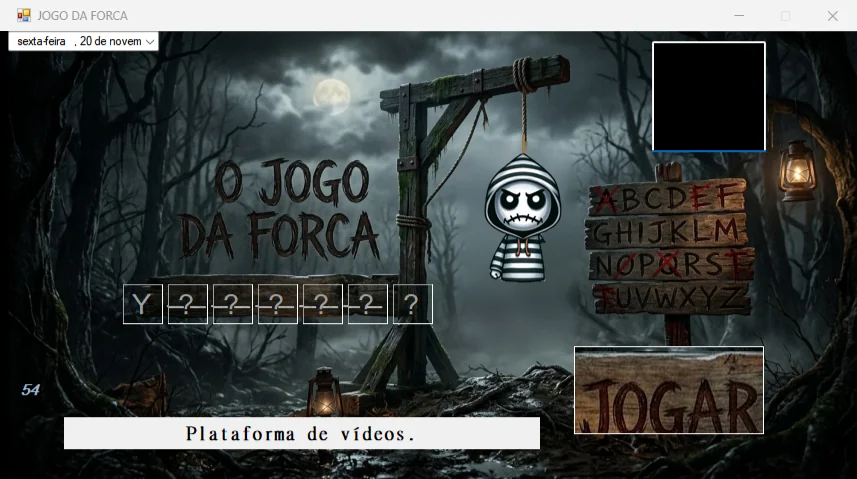 JOGO DA FORCA
sexta-feira , 20 de novem
O JOGO
DA FORCA
ABCDEF
GHIJKLM
NOPQRST
UVWXYZ
Y ? ? ? ? ? ?
54
JOGAR
Plataforma de vídeos.